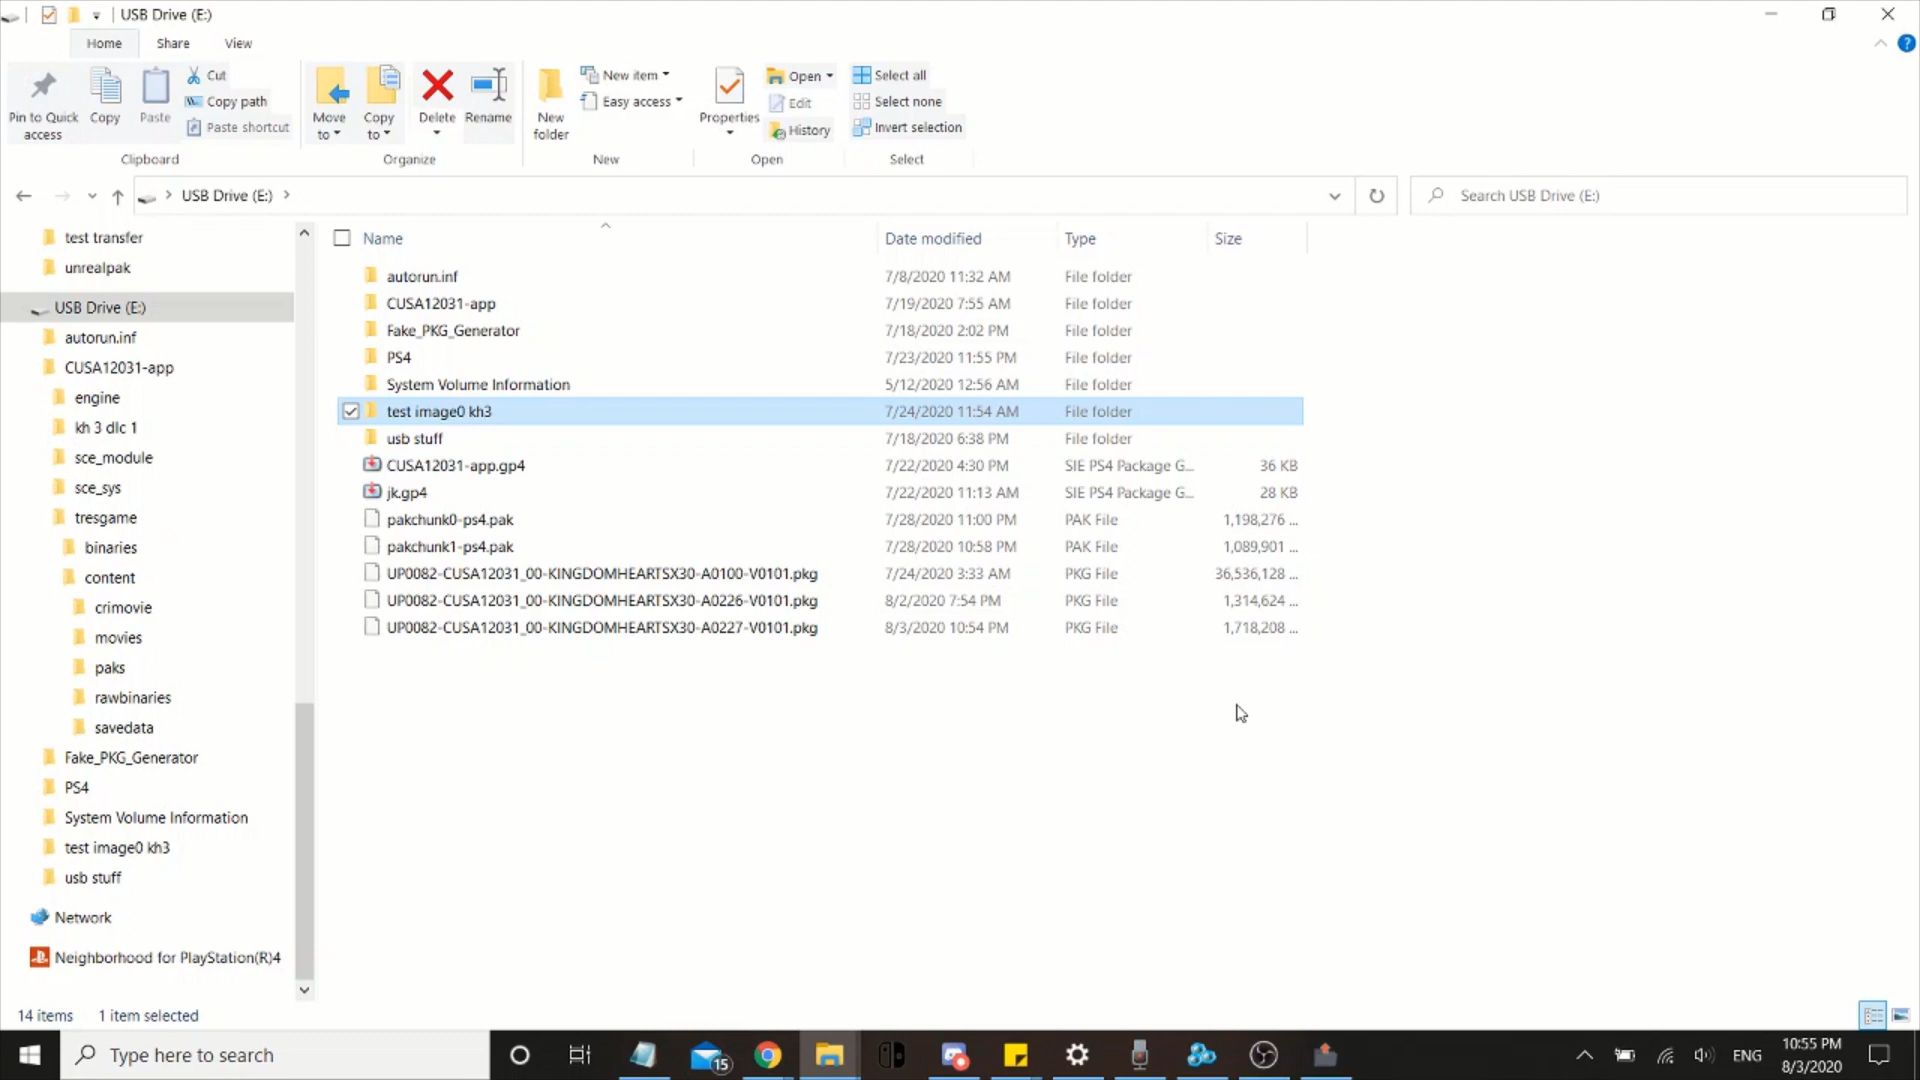 USB Drive (E:)
Home Share View
Pin to Quick access
Copy
Paste
Cut
Copy path
Paste shortcut
Move to
Copy to
Delete
Rename
New folder
New item
Easy access
Properties
Open
Edit
History
Select all
Select none
Invert selection
Clipboard Organize New Open Select
USB Drive (E:)
Search USB Drive (E:)
test transfer
unrealpak
USB Drive (E:)
autorun.inf
CUSA12031-app
engine
kh 3 dlc 1
sce_module
sce_sys
tresgame
binaries
content
crimovie
movies
paks
rawbinaries
savedata
Fake_PKG_Generator
PS4
System Volume Information
test image0 kh3
usb stuff
Network
Neighborhood for PlayStation(R)4
Name Date modified Type Size
autorun.inf 7/8/2020 11:32 AM File folder
CUSA12031-app 7/19/2020 7:55 AM File folder
Fake_PKG_Generator 7/18/2020 2:02 PM File folder
PS4 7/23/2020 11:55 PM File folder
System Volume Information 5/12/2020 12:56 AM File folder
test image0 kh3 7/24/2020 11:54 AM File folder
usb stuff 7/18/2020 6:38 PM File folder
CUSA12031-app.gp4 7/22/2020 4:30 PM SIE PS4 Package G... 36 KB
jk.gp4 7/22/2020 11:13 AM SIE PS4 Package G... 28 KB
pakchunk0-ps4.pak 7/28/2020 11:00 PM PAK File 1,198,276 ...
pakchunk1-ps4.pak 7/28/2020 10:58 PM PAK File 1,089,901 ...
UP0082-CUSA12031_00-KINGDOMHEARTSX30-A0100-V0101.pkg 7/24/2020 3:33 AM PKG File 36,536,128 ...
UP0082-CUSA12031_00-KINGDOMHEARTSX30-A0226-V0101.pkg 8/2/2020 7:54 PM PKG File 1,314,624 ...
UP0082-CUSA12031_00-KINGDOMHEARTSX30-A0227-V0101.pkg 8/3/2020 10:54 PM PKG File 1,718,208 ...
14 items 1 item selected
Type here to search
15
ENG
10:55 PM
8/3/2020